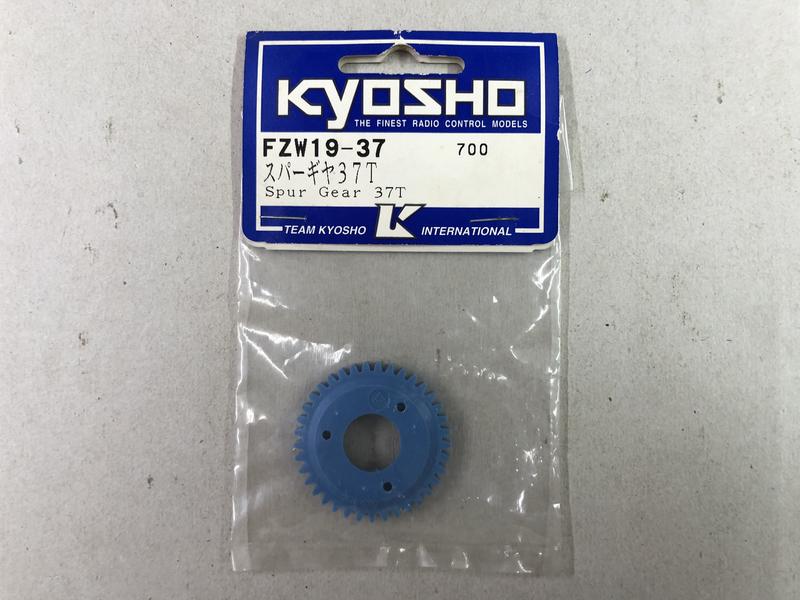 KYOSHO
THE FINEST RADIO CONTROL MODELS
FZW19-37 700
スパーギヤ37T
Spur Gear 37T
TEAM KYOSHO K INTERNATIONAL